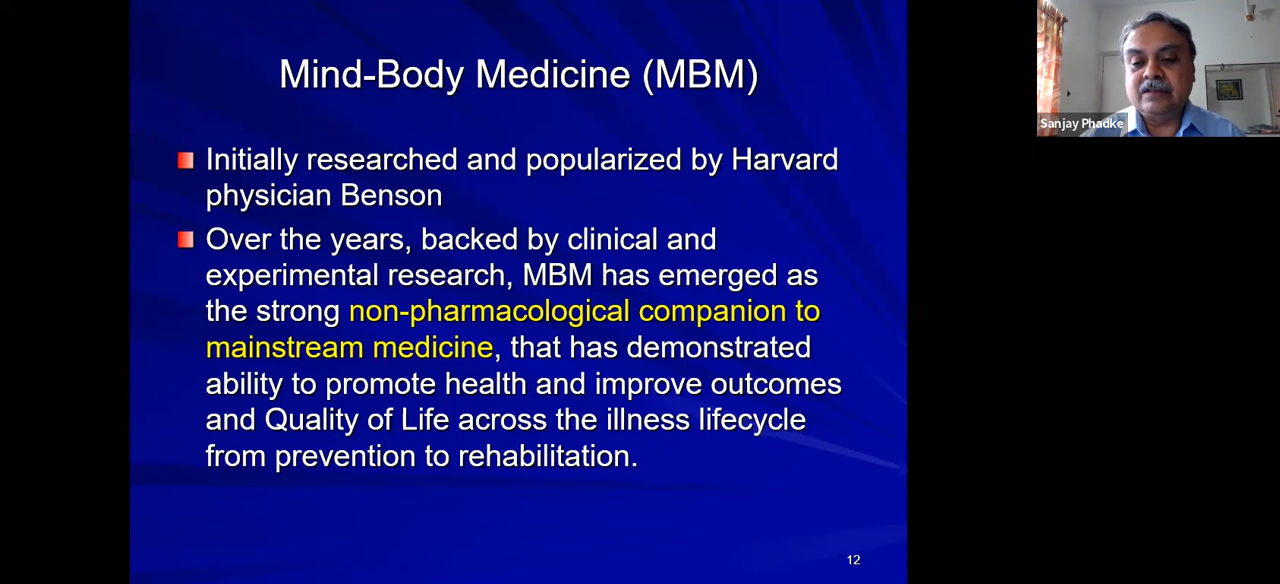 Mind-Body Medicine (MBM)
Initially researched and popularized by Harvard
physician Benson
Over the years, backed by clinical and
experimental research, MBM has emerged as
the strong non-pharmacological companion to
mainstream medicine, that has demonstrated
ability to promote health and improve outcomes
and Quality of Life across the illness lifecycle
from prevention to rehabilitation.
12
Sanjay Phadke